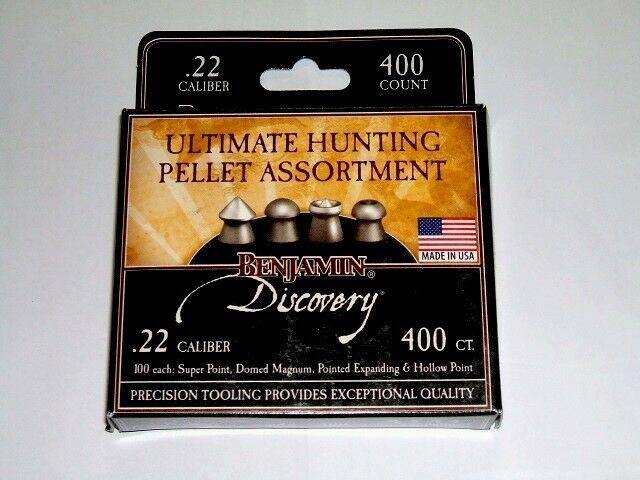 .22
CALIBER
400
COUNT
ULTIMATE HUNTING
PELLET ASSORTMENT
MADE IN USA
BENJAMIN®
Discovery®
.22 CALIBER
400 CT.
100 each: Super Point, Domed Magnum, Pointed Expanding & Hollow Point
PRECISION TOOLING PROVIDES EXCEPTIONAL QUALITY